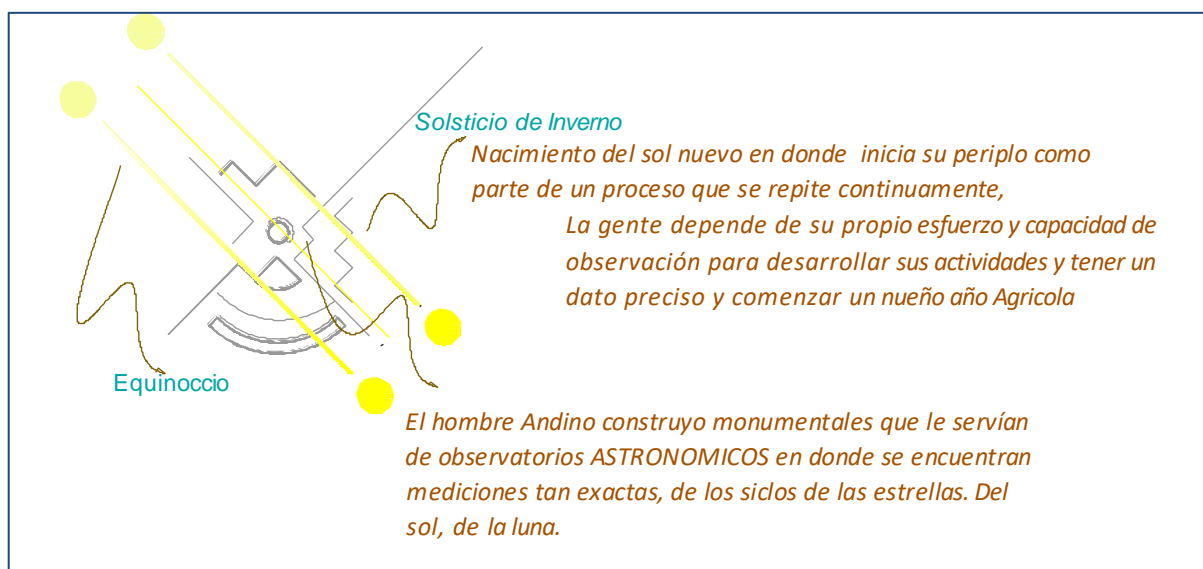 Solsticio de Inverno
Nacimiento del sol nuevo en donde inicia su periplo como
parte de un proceso que se repite continuamente,
La gente depende de su propio esfuerzo y capacidad de
observación para desarrollar sus actividades y tener un
dato preciso y comenzar un nueño año Agricola
Equinoccio
El hombre Andino construyo monumentales que le servían
de observatorios ASTRONOMICOS en donde se encuentran
mediciones tan exactas, de los siclos de las estrellas. Del
sol, de la luna.